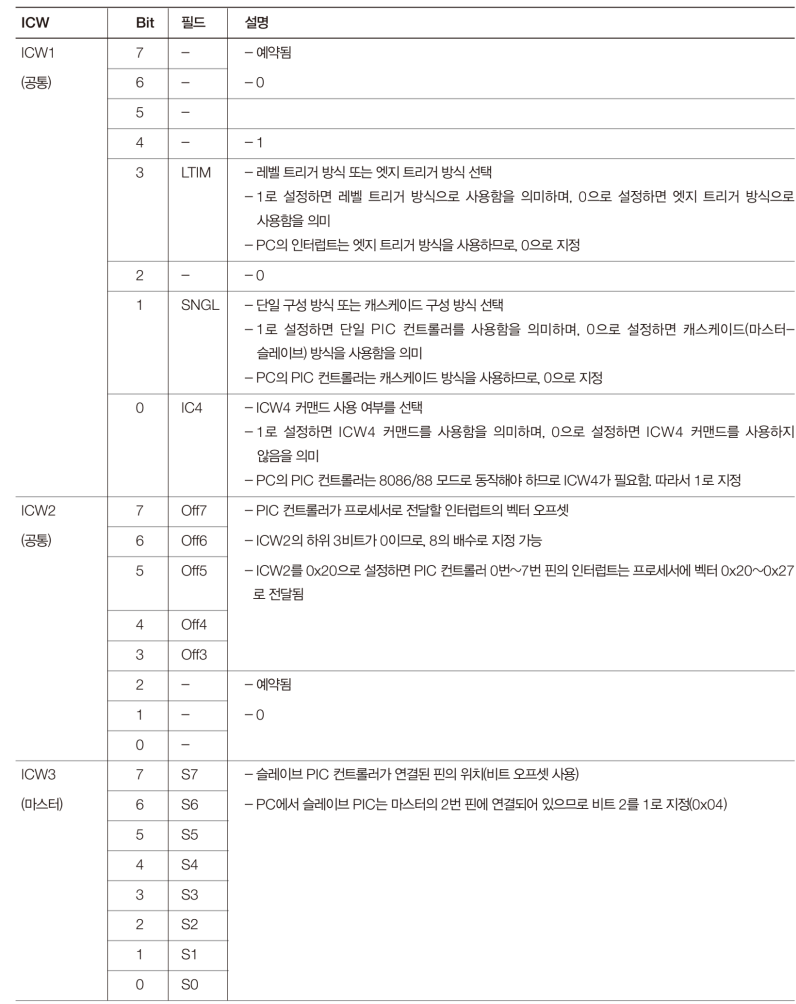 ICW Bit 필드 설명
ICW1 7 – – 예약됨
(공통) 6 – – 0
5 –
4 – – 1
3 LTIM – 레벨 트리거 방식 또는 엣지 트리거 방식 선택
– 1로 설정하면 레벨 트리거 방식으로 사용함을 의미하며, 0으로 설정하면 엣지 트리거 방식으로
사용함을 의미
– PC의 인터럽트는 엣지 트리거 방식을 사용하므로, 0으로 지정
2 – – 0
1 SNGL – 단일 구성 방식 또는 캐스케이드 구성 방식 선택
– 1로 설정하면 단일 PIC 컨트롤러를 사용함을 의미하며, 0으로 설정하면 캐스케이드(마스터–
슬레이브) 방식을 사용함을 의미
– PC의 PIC 컨트롤러는 캐스케이드 방식을 사용하므로, 0으로 지정
0 IC4 – ICW4 커맨드 사용 여부를 선택
– 1로 설정하면 ICW4 커맨드를 사용함을 의미하며, 0으로 설정하면 ICW4 커맨드를 사용하지
않음을 의미
– PC의 PIC 컨트롤러는 8086/88 모드로 동작해야 하므로 ICW4가 필요함. 따라서 1로 지정
ICW2 7 Off7 – PIC 컨트롤러가 프로세서로 전달할 인터럽트의 벡터 오프셋
(공통) 6 Off6 – ICW2의 하위 3비트가 0이므로, 8의 배수로 지정 가능
5 Off5 – ICW2를 0x20으로 설정하면 PIC 컨트롤러 0번~7번 핀의 인터럽트는 프로세서에 벡터 0x20~0x27
로 전달됨
4 Off4
3 Off3
2 – – 예약됨
1 – – 0
0 –
ICW3 7 S7 – 슬레이브 PIC 컨트롤러가 연결된 핀의 위치(비트 오프셋 사용)
(마스터) 6 S6 – PC에서 슬레이브 PIC는 마스터의 2번 핀에 연결되어 있으므로 비트 2를 1로 지정(0x04)
5 S5
4 S4
3 S3
2 S2
1 S1
0 S0